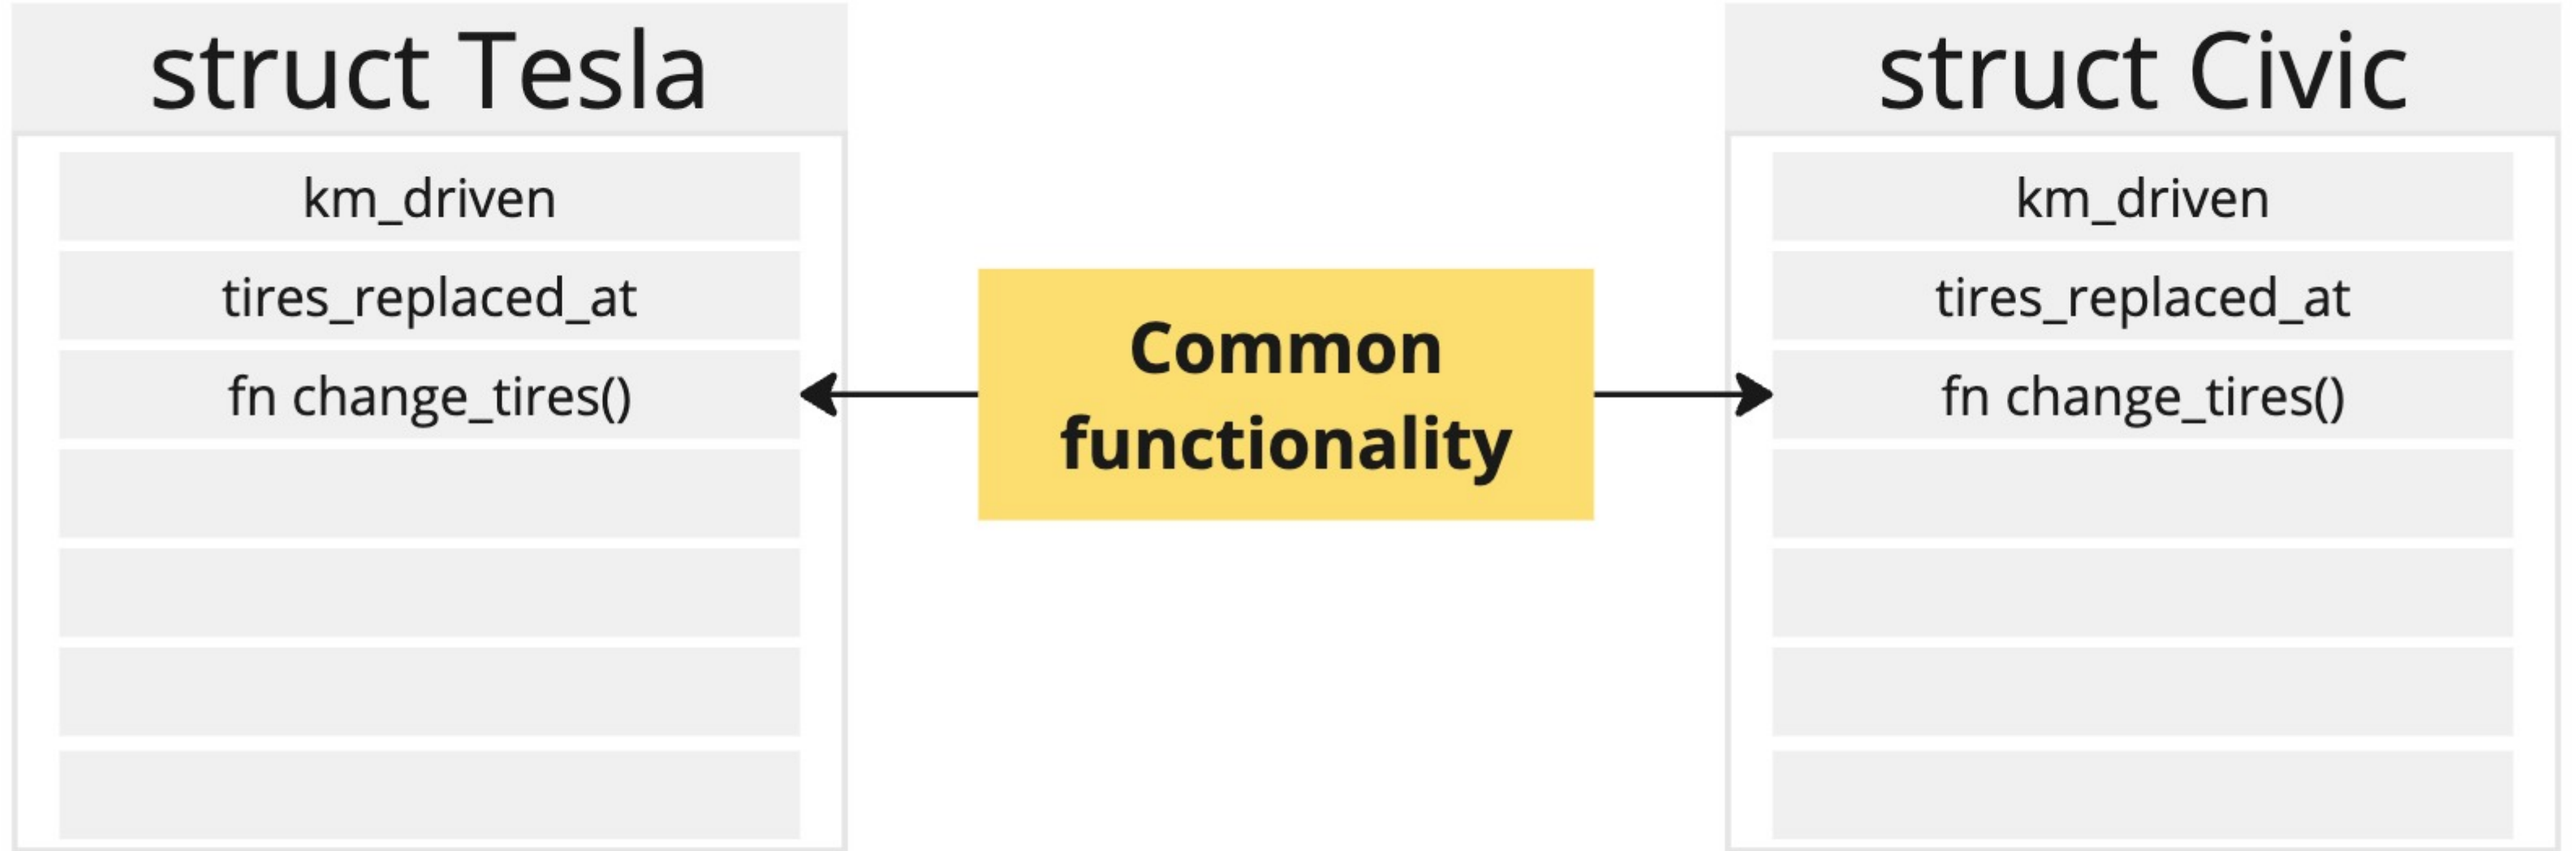 struct Tesla
km_driven
tires_replaced_at
fn change_tires()
Common
functionality
struct Civic
km_driven
tires_replaced_at
fn change_tires()